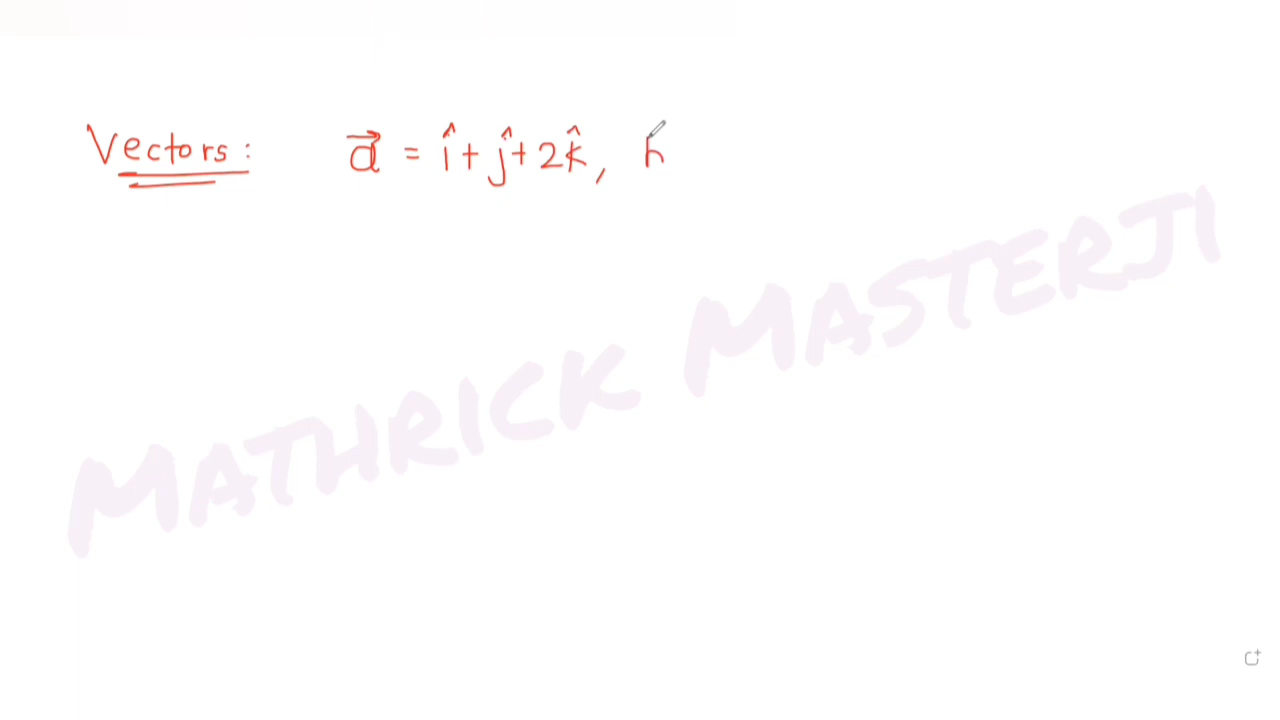 Vectors: a⃗ = î + ĵ + 2k̂,
MATHRICK MASTERJI